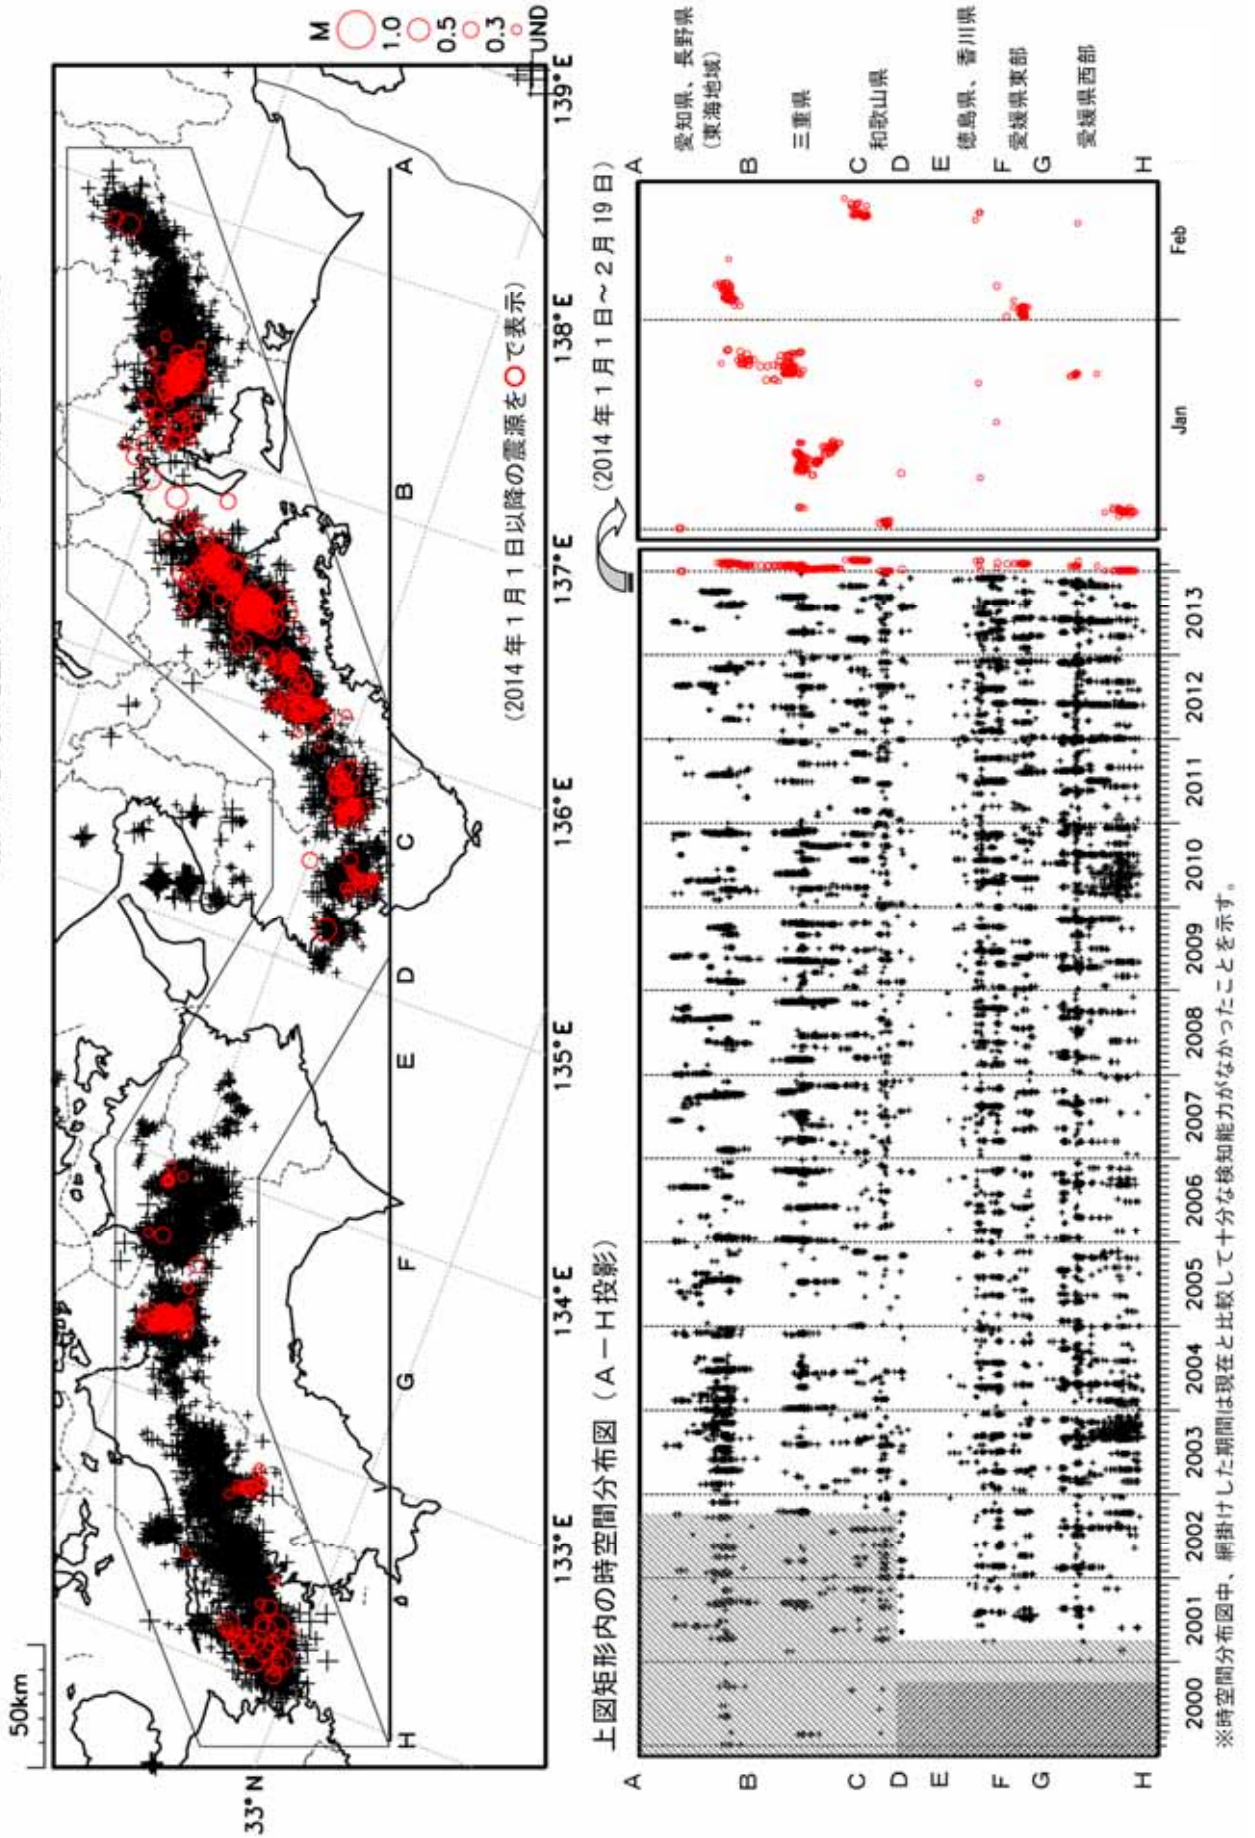 50km
33°N
133°E
134°E
135°E
136°E
137°E
138°E
139°E
H
G
F
E
D
C
B
A
M
1.0
0.5
0.3
UND
(2014年1月1日以降の震源を○で表示)
上図矩形内の時空間分布図(A-H投影)
(2014年1月1日~2月19日)
A
B
C
D
E
F
G
H
2000
2001
2002
2003
2004
2005
2006
2007
2008
2009
2010
2011
2012
2013
Jan
Feb
A
B
C
D
E
F
G
H
愛知県、長野県
(東海地域)
三重県
和歌山県
徳島県、香川県
愛媛県東部
愛媛県西部
※時空間分布図中、網掛けした期間は現在と比較して十分な検知能力がなかったことを示す。